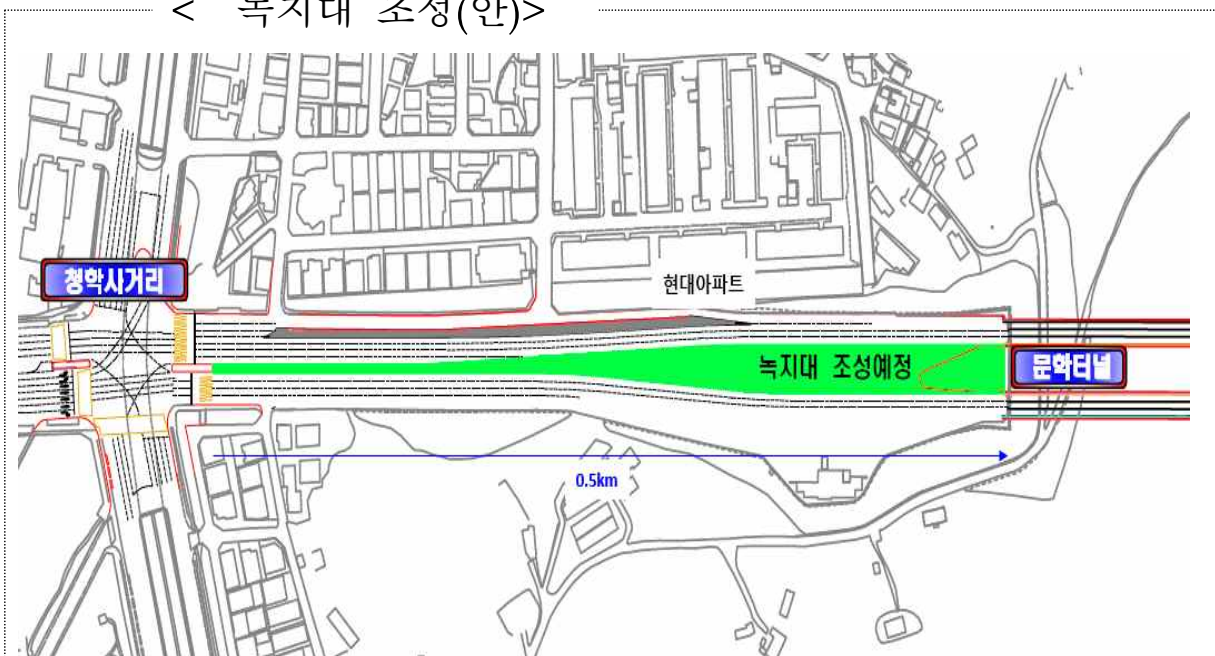 < 녹지대 조성(안)>
청학사거리
현대아파트
녹지대 조성예정
문학터널
0.5km